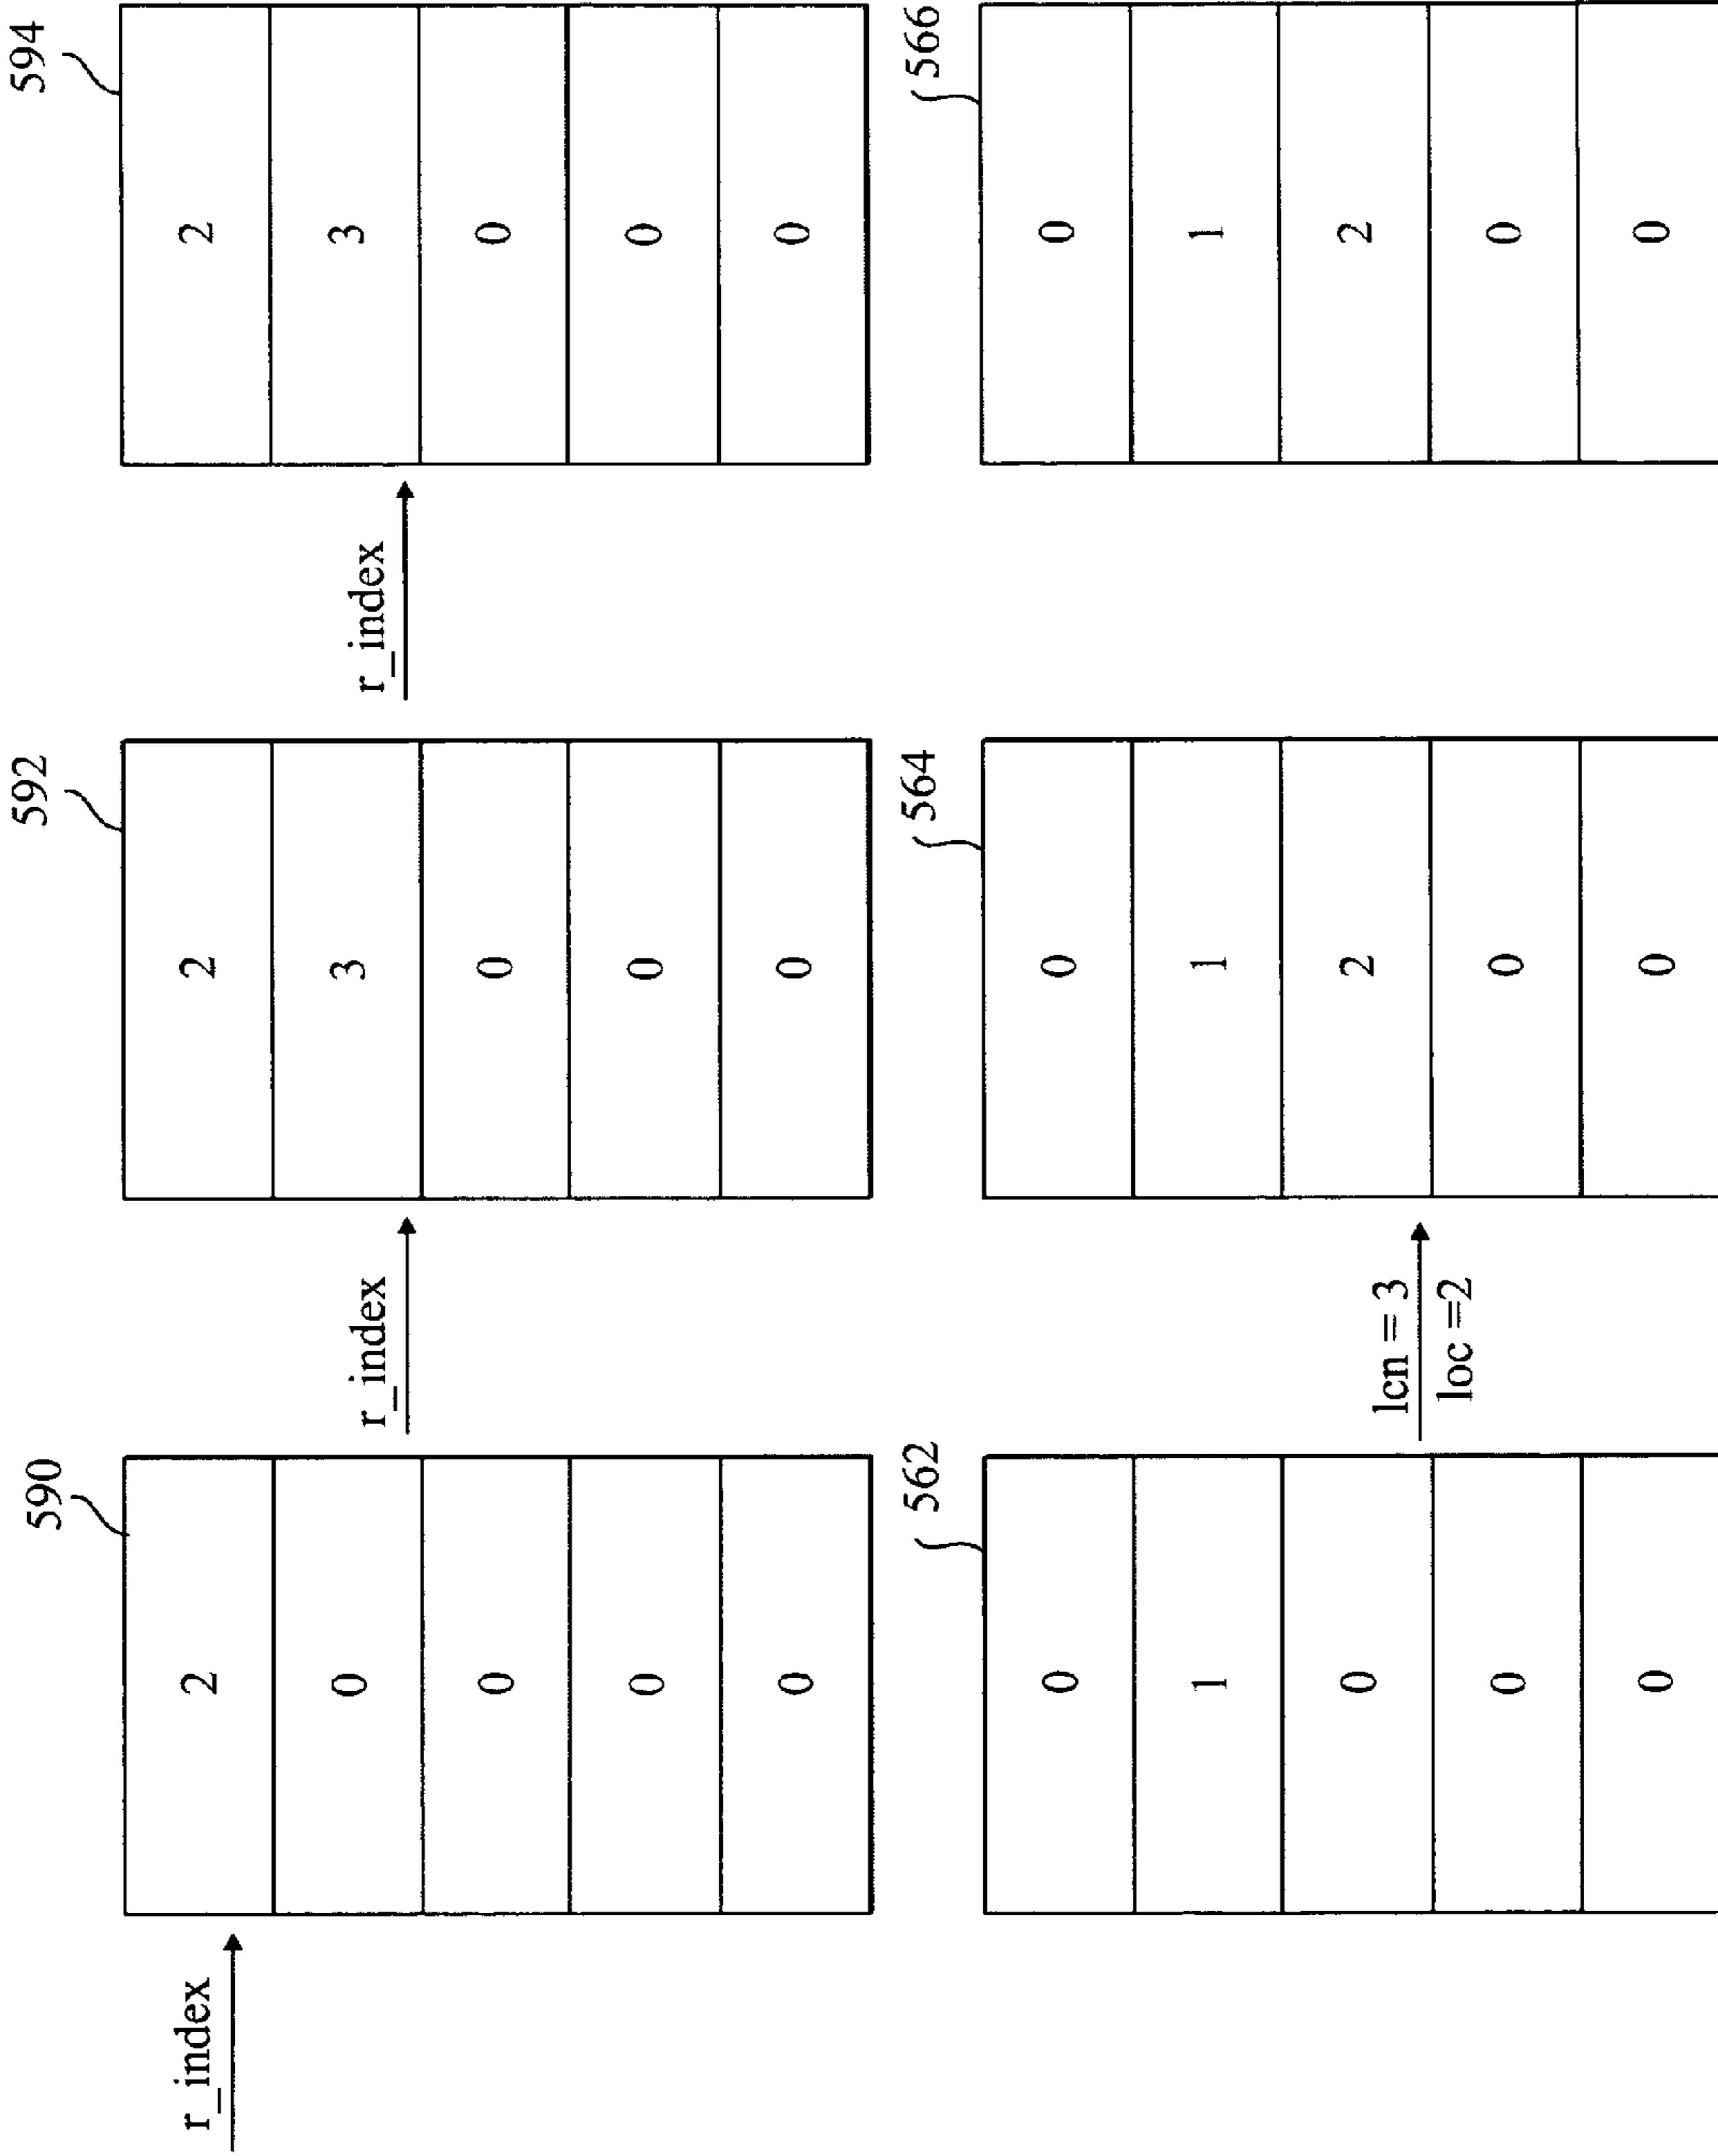 590 592 594
r_index 2 2 2
0 r_index 3 r_index 3
0 0 0
0 0 0
0 0 0
562 564 566
0 0 0
1 1 1
0 2 2
lcn = 3
loc =2
0 0 0
0 0 0